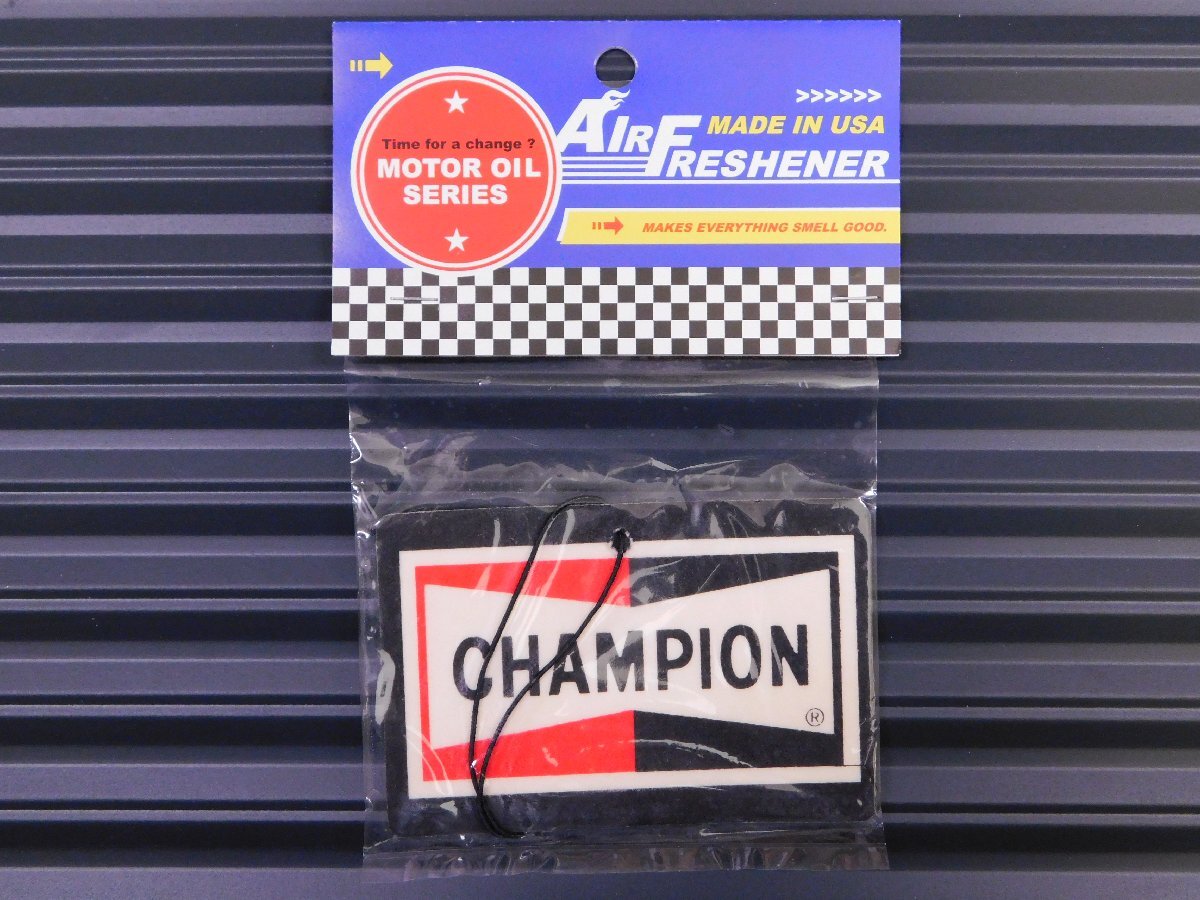 Time for a change ?
MOTOR OIL
SERIES
>>>>>>
MADE IN USA
AIR FRESHENER
MAKES EVERYTHING SMELL GOOD.
CHAMPION
®